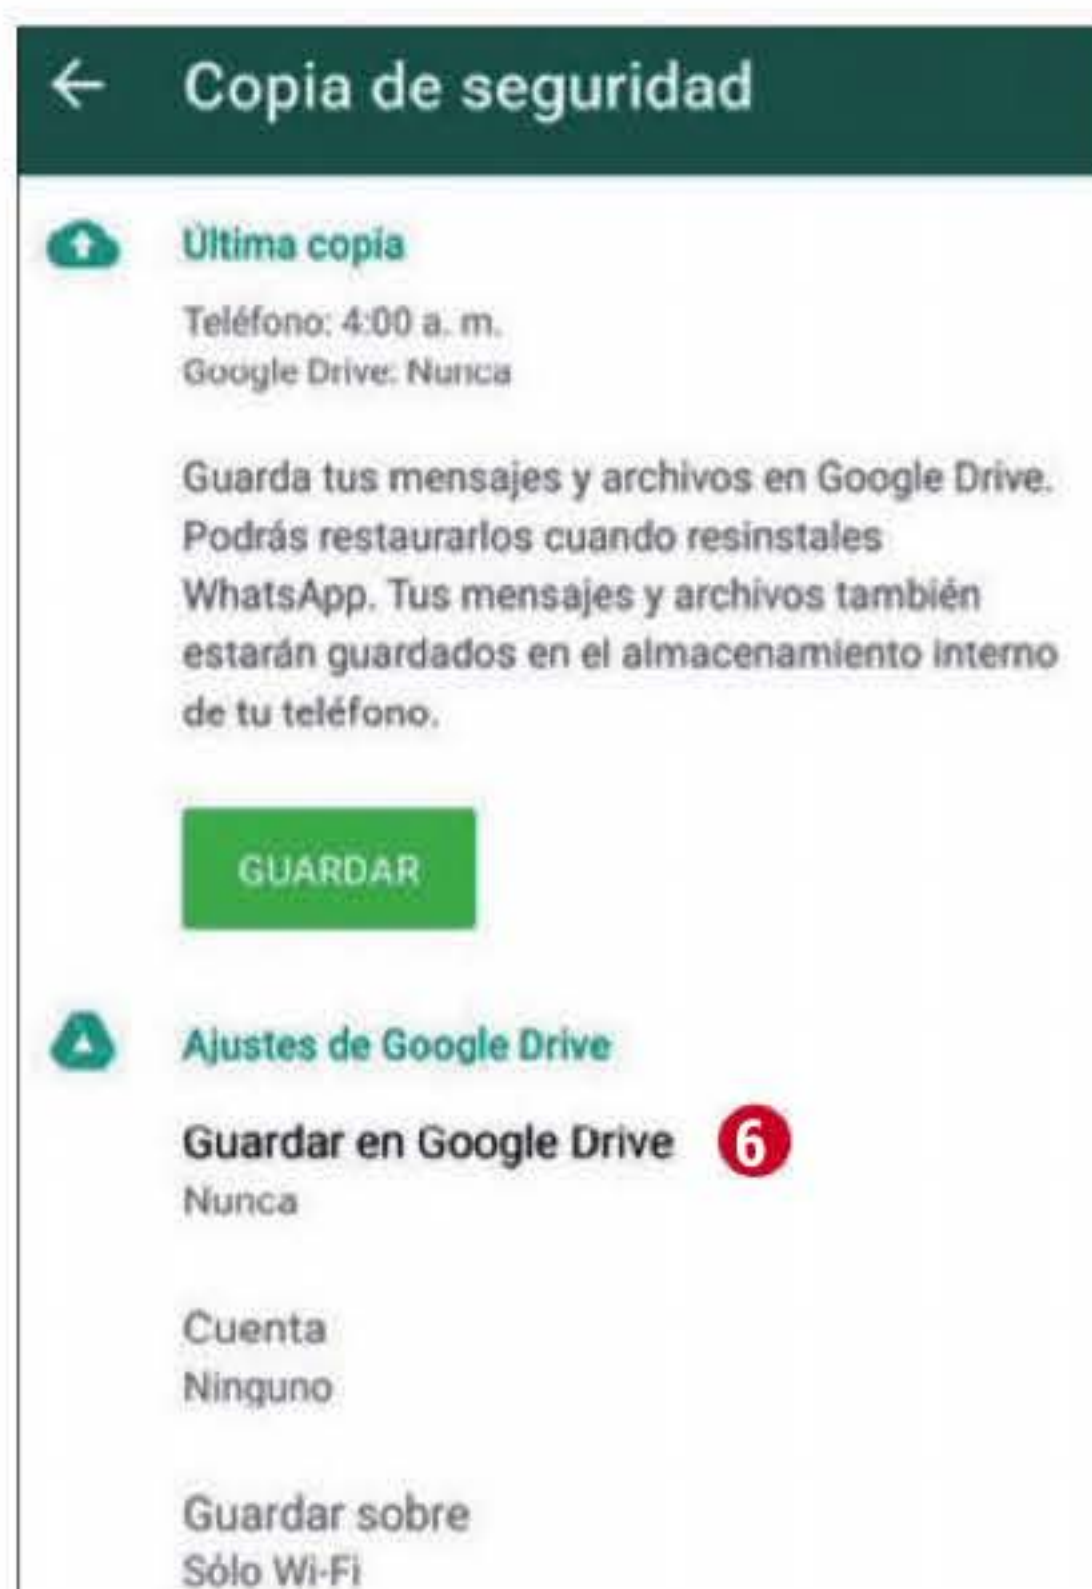 Copia de seguridad
Última copia
Teléfono: 4:00 a. m.
Google Drive: Nunca
Guarda tus mensajes y archivos en Google Drive.
Podrás restaurarlos cuando resinstales
WhatsApp. Tus mensajes y archivos también
estarán guardados en el almacenamiento interno
de tu teléfono.
GUARDAR
Ajustes de Google Drive
Guardar en Google Drive 6
Nunca
Cuenta
Ninguno
Guardar sobre
Sólo Wi-Fi